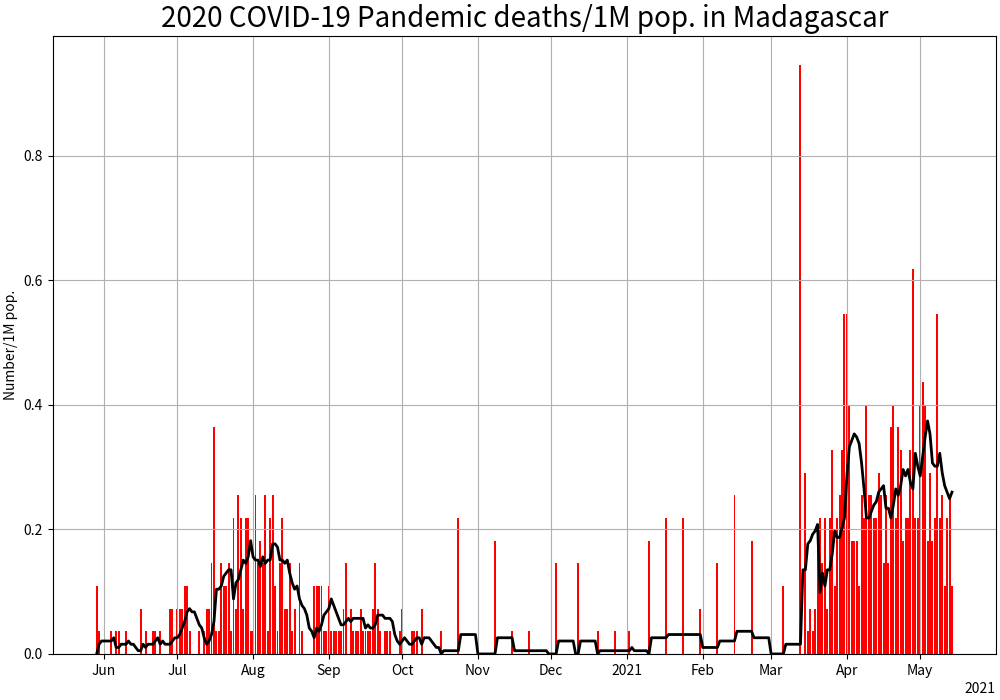 2020 COVID-19 Pandemic deaths/1M pop. in Madagascar
Number/1M pop.
0.8
0.6
0.4
0.2
0.0
Jun Jul Aug Sep Oct Nov Dec 2021 Feb Mar Apr May
2021